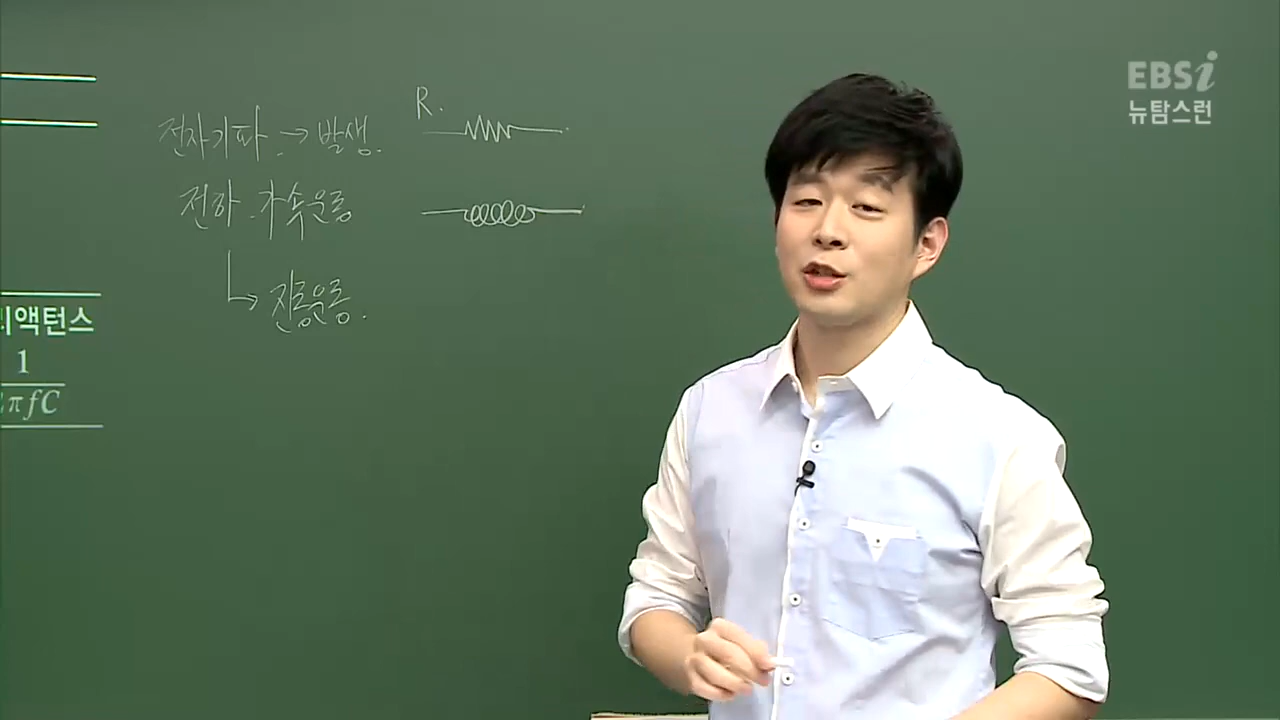 EBSi
뉴탐스런
R.
전자기파 → 발생.
전하 가속운동
↳ 진동운동.
리액턴스
1
2πfC